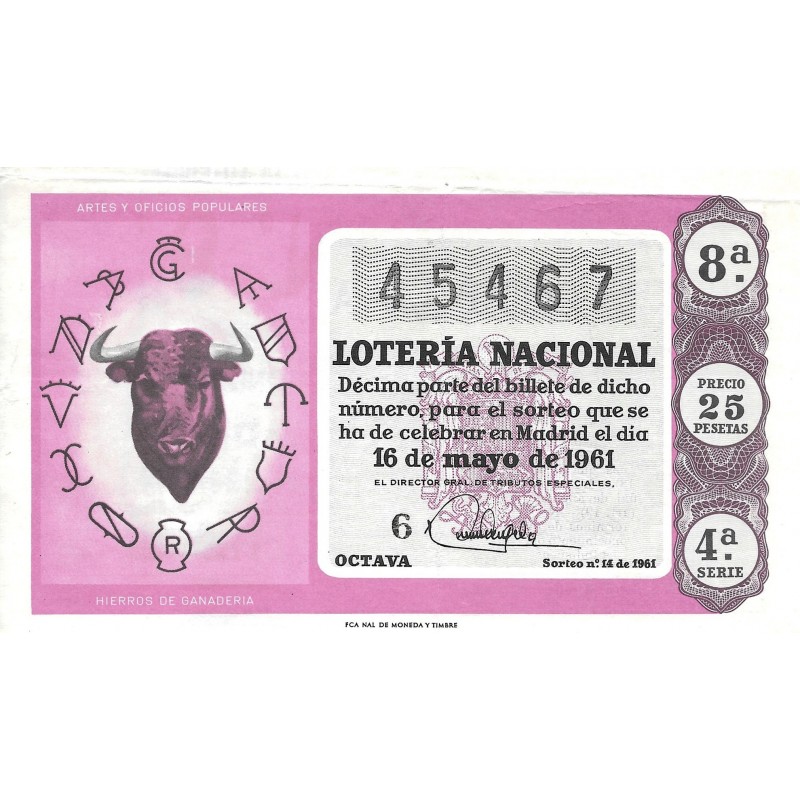 ARTES Y OFICIOS POPULARES
HIERROS DE GANADERIA
45467
LOTERÍA NACIONAL
Décima parte del billete de dicho
número, para el sorteo que se
ha de celebrar en Madrid el día
16 de mayo de 1961
EL DIRECTOR GRAL. DE TRIBUTOS ESPECIALES,
6
OCTAVA
Sorteo nº. 14 de 1961
8ª.
PRECIO
25
PESETAS
4ª.
SERIE
FCA NAL DE MONEDA Y TIMBRE